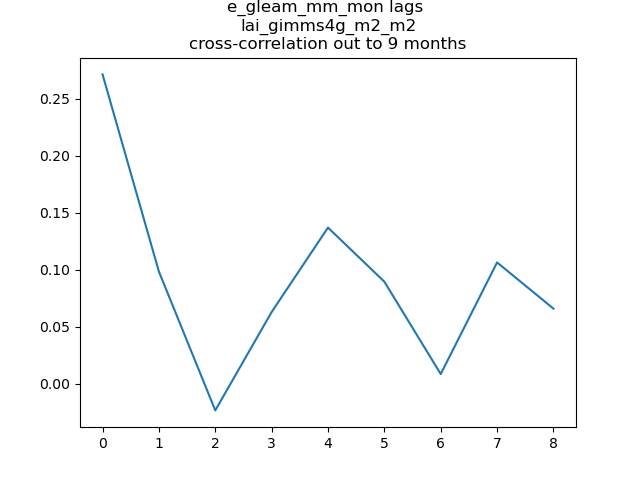 e_gleam_mm_mon lags
lai_gimms4g_m2_m2
cross-correlation out to 9 months
0.25
0.20
0.15
0.10
0.05
0.00
0 1 2 3 4 5 6 7 8